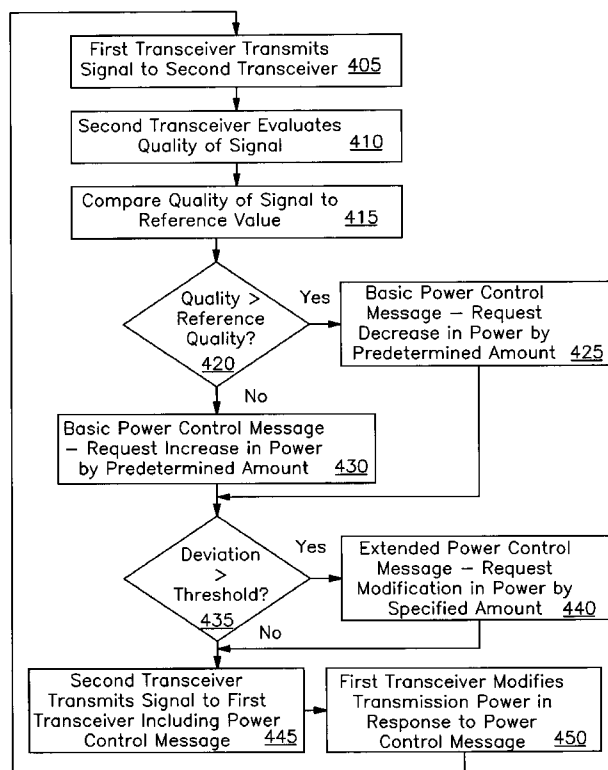 First Transceiver Transmits
Signal to Second Transceiver 405
Second Transceiver Evaluates
Quality of Signal 410
Compare Quality of Signal to
Reference Value 415
Quality >
Reference
Quality?
420
Yes
Basic Power Control
Message – Request
Decrease in Power by
Predetermined Amount 425
No
Basic Power Control Message
– Request Increase in Power
by Predetermined Amount 430
Deviation
>
Threshold?
435
Yes
Extended Power Control
Message – Request
Modification in Power by
Specified Amount 440
No
Second Transceiver
Transmits Signal to First
Transceiver Including Power
Control Message 445
First Transceiver Modifies
Transmission Power in
Response to Power
Control Message 450